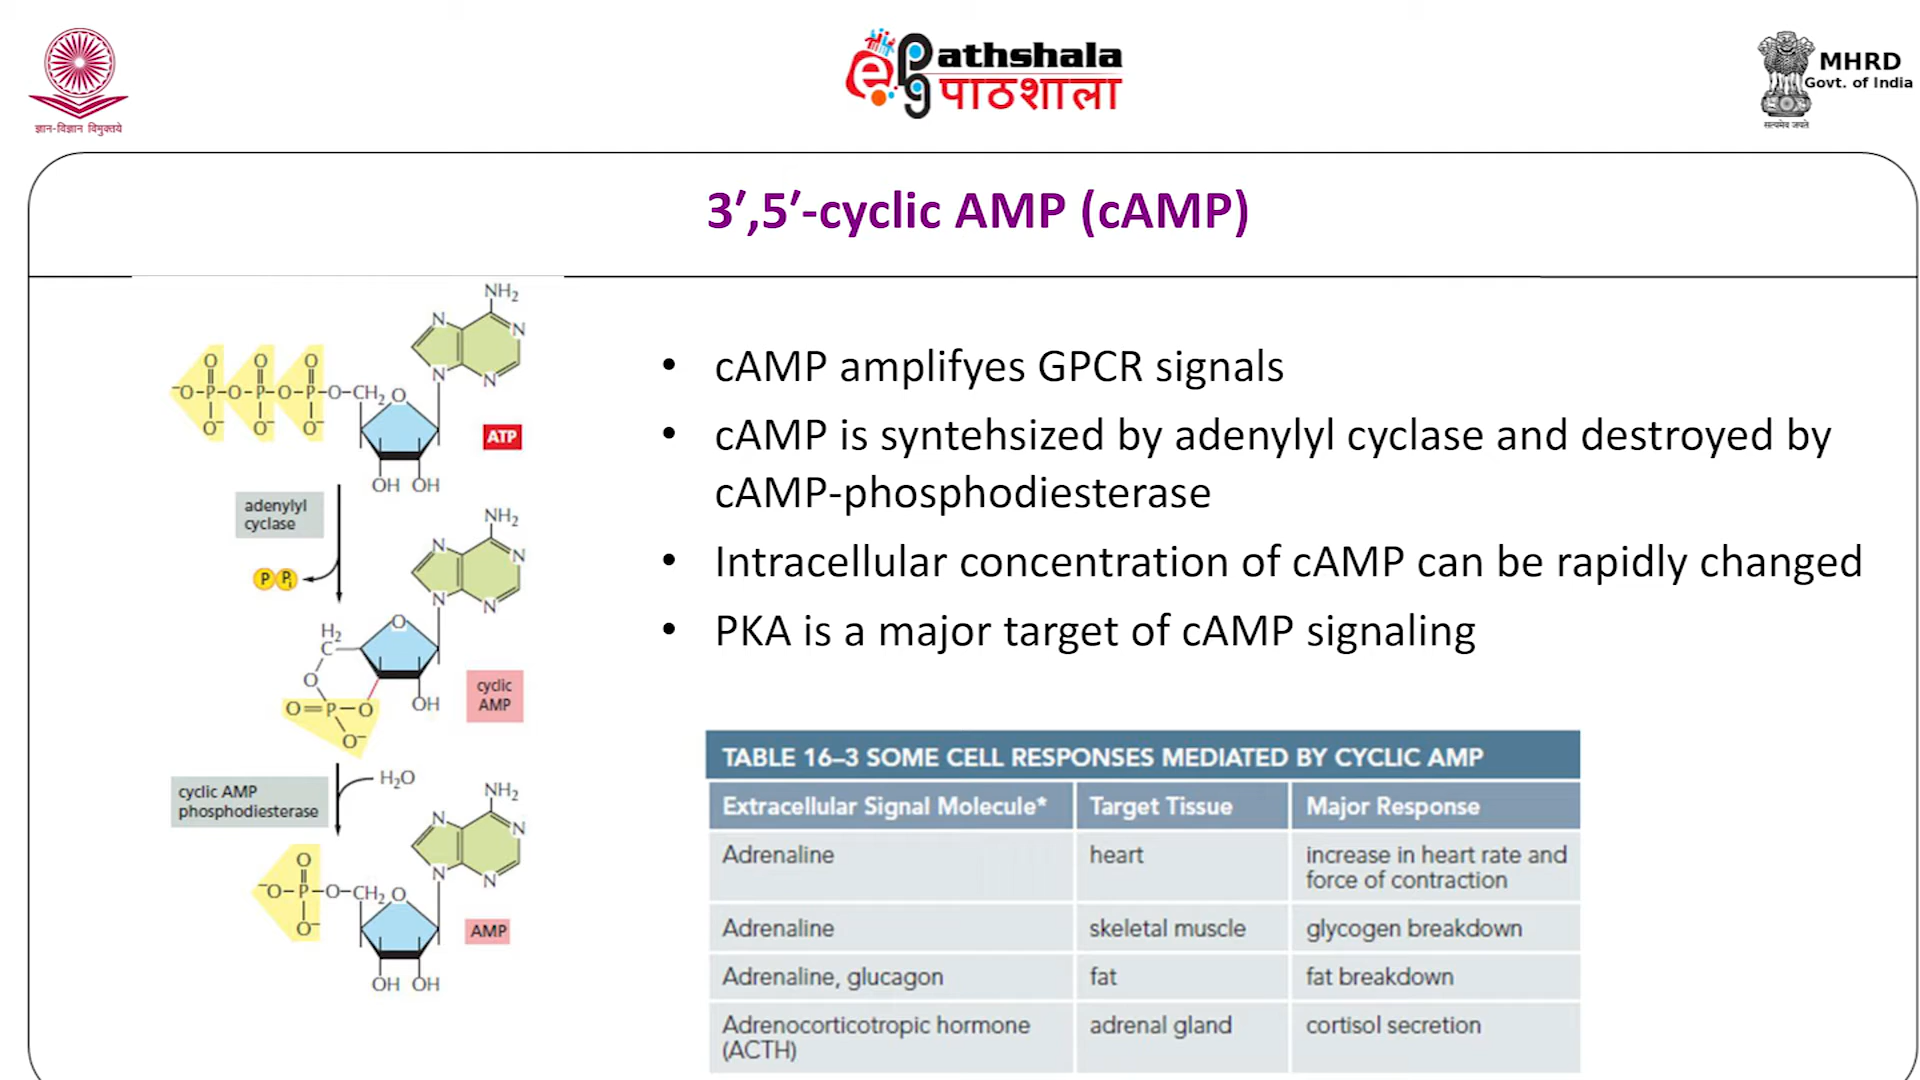 ज्ञान-विज्ञान विमुक्तये
ePathshala
पाठशाला
MHRD
Govt. of India
सत्यमेव जयते
3′,5′-cyclic AMP (cAMP)
NH₂
N
N
N
N
O O O
⁻O-P-O-P-O-P-O-CH₂ O
O⁻ O⁻ O⁻
ATP
OH OH
adenylyl
cyclase
P Pi
NH₂
N
N
N
N
H₂
C
O
O
O=P-O
O⁻
OH
cyclic
AMP
H₂O
cyclic AMP
phosphodiesterase
NH₂
N
N
N
N
O
⁻O-P-O-CH₂ O
O⁻
AMP
OH OH
• cAMP amplifyes GPCR signals
• cAMP is syntehsized by adenylyl cyclase and destroyed by
cAMP-phosphodiesterase
• Intracellular concentration of cAMP can be rapidly changed
• PKA is a major target of cAMP signaling
TABLE 16–3 SOME CELL RESPONSES MEDIATED BY CYCLIC AMP
Extracellular Signal Molecule* Target Tissue Major Response
Adrenaline heart increase in heart rate and
force of contraction
Adrenaline skeletal muscle glycogen breakdown
Adrenaline, glucagon fat fat breakdown
Adrenocorticotropic hormone adrenal gland cortisol secretion
(ACTH)